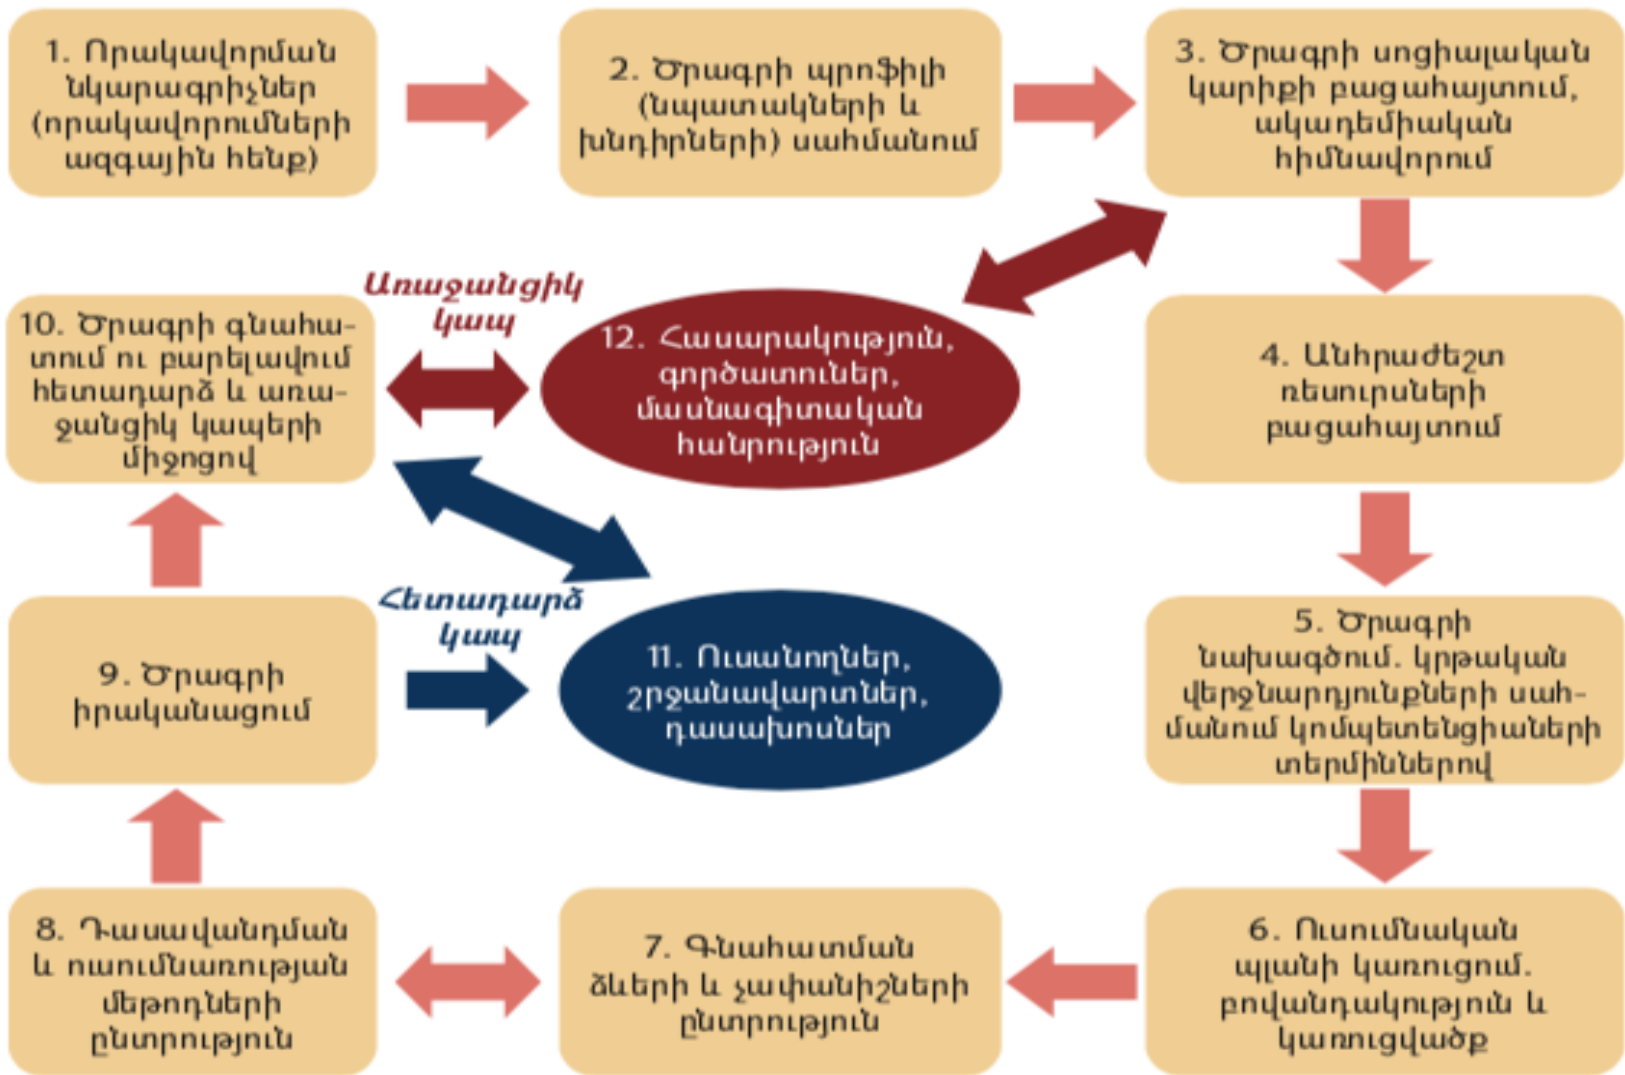 1. Որակավորման
նկարագրիչներ
(որակավորումների
ազգային հենք)
2. Ծրագրի պրոֆիլի
(նպատակների և
խնդիրների) սահմանում
3. Ծրագրի սոցիալական
կարիքի բացահայտում,
ակադեմիական
հիմնավորում
Առաջանցիկ
կապ
10. Ծրագրի գնահա-
տում ու բարելավում
հետադարձ և առա-
ջանցիկ կապերի
միջոցով
12. Հասարակություն,
գործատուներ,
մասնագիտական
հանրություն
4. Անհրաժեշտ
ռեսուրսների
բացահայտում
Հետադարձ
կապ
9. Ծրագրի
իրականացում
11. Ուսանողներ,
շրջանավարտներ,
դասախոսներ
5. Ծրագրի
նախագծում. կրթական
վերջնարդյունքների սահ-
մանում կոմպետենցիաների
տերմիններով
8. Դասավանդման
և ուսումնառության
մեթոդների
ընտրություն
7. Գնահատման
ձևերի և չափանիշների
ընտրություն
6. Ուսումնական
պլանի կառուցում.
բովանդակություն և
կառուցվածք